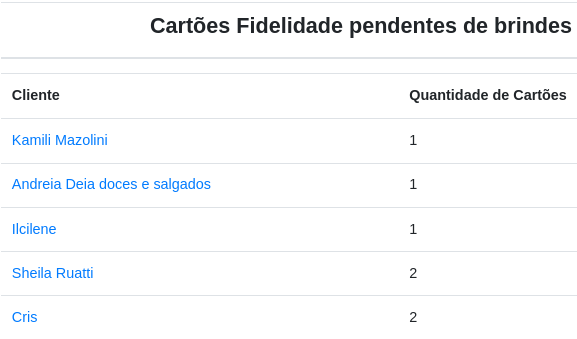 Cartões Fidelidade pendentes de brindes
Cliente Quantidade de Cartões
Kamili Mazolini 1
Andreia Deia doces e salgados 1
Ilcilene 1
Sheila Ruatti 2
Cris 2